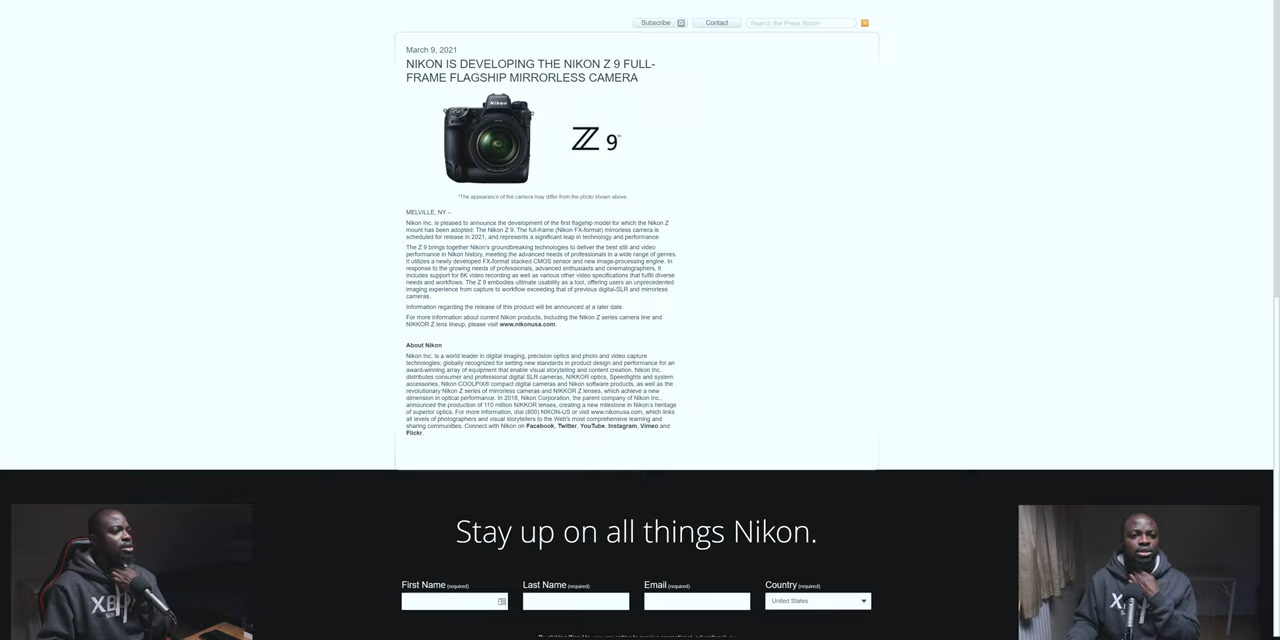 Subscribe
Contact
Search the Press Room
March 9, 2021
NIKON IS DEVELOPING THE NIKON Z 9 FULL-
FRAME FLAGSHIP MIRRORLESS CAMERA
Nikon
Z 9
*The appearance of the camera may differ from the photo shown above.
MELVILLE, NY –
Nikon Inc. is pleased to announce the development of the first flagship model for which the Nikon Z
mount has been adopted: The Nikon Z 9. The full-frame (Nikon FX-format) mirrorless camera is
scheduled for release in 2021, and represents a significant leap in technology and performance.
The Z 9 brings together Nikon's groundbreaking technologies to deliver the best still and video
performance in Nikon history, meeting the advanced needs of professionals in a wide range of genres.
It utilizes a newly developed FX-format stacked CMOS sensor and new image-processing engine. In
response to the growing needs of professionals, advanced enthusiasts and cinematographers, it
includes support for 8K video recording as well as various other video specifications that fulfill diverse
needs and workflows. The Z 9 embodies ultimate usability as a tool, offering users an unprecedented
imaging experience from capture to workflow exceeding that of previous digital-SLR and mirrorless
cameras.
Information regarding the release of this product will be announced at a later date.
For more information about current Nikon products, including the Nikon Z series camera line and
NIKKOR Z lens lineup, please visit www.nikonusa.com.
About Nikon
Nikon Inc. is a world leader in digital imaging, precision optics and photo and video capture
technologies; globally recognized for setting new standards in product design and performance for an
award-winning array of equipment that enable visual storytelling and content creation. Nikon Inc.
distributes consumer and professional digital SLR cameras, NIKKOR optics, Speedlights and system
accessories, Nikon COOLPIX® compact digital cameras and Nikon software products, as well as the
revolutionary Nikon Z series of mirrorless cameras and NIKKOR Z lenses, which achieve a new
dimension in optical performance. In 2018, Nikon Corporation, the parent company of Nikon Inc.,
announced the production of 110 million NIKKOR lenses, creating a new milestone in Nikon's heritage
of superior optics. For more information, dial (800) NIKON-US or visit www.nikonusa.com, which links
all levels of photographers and visual storytellers to the Web's most comprehensive learning and
sharing communities. Connect with Nikon on Facebook, Twitter, YouTube, Instagram, Vimeo and
Flickr.
Stay up on all things Nikon.
First Name (required)
Last Name (required)
Email (required)
Country (required)
United States